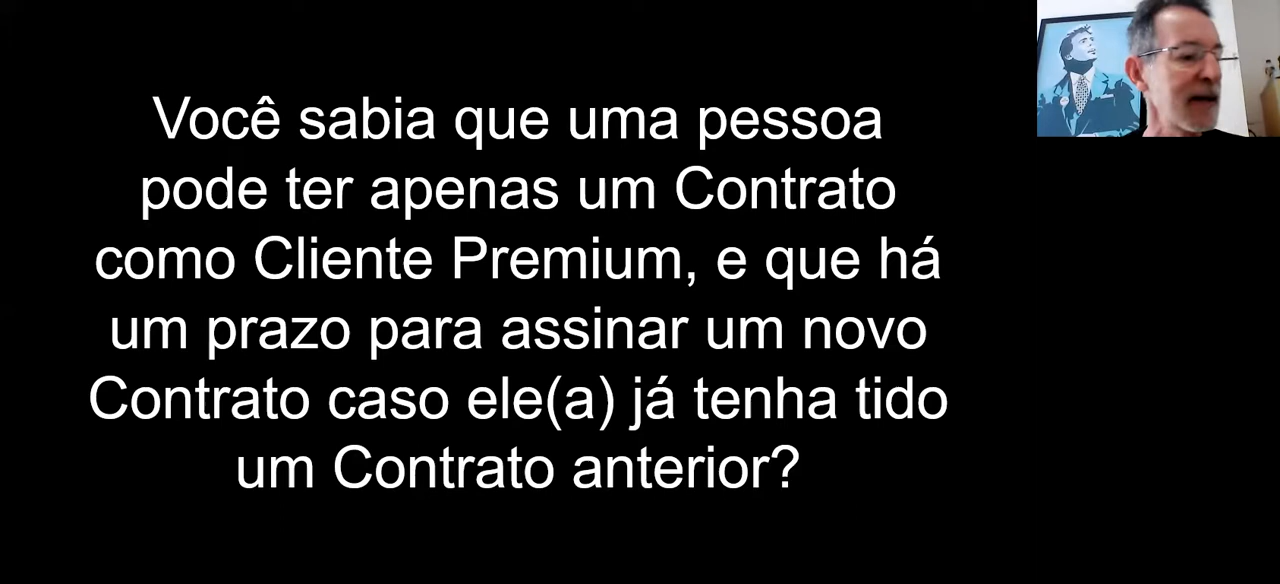 Você sabia que uma pessoa
pode ter apenas um Contrato
como Cliente Premium, e que há
um prazo para assinar um novo
Contrato caso ele(a) já tenha tido
um Contrato anterior?